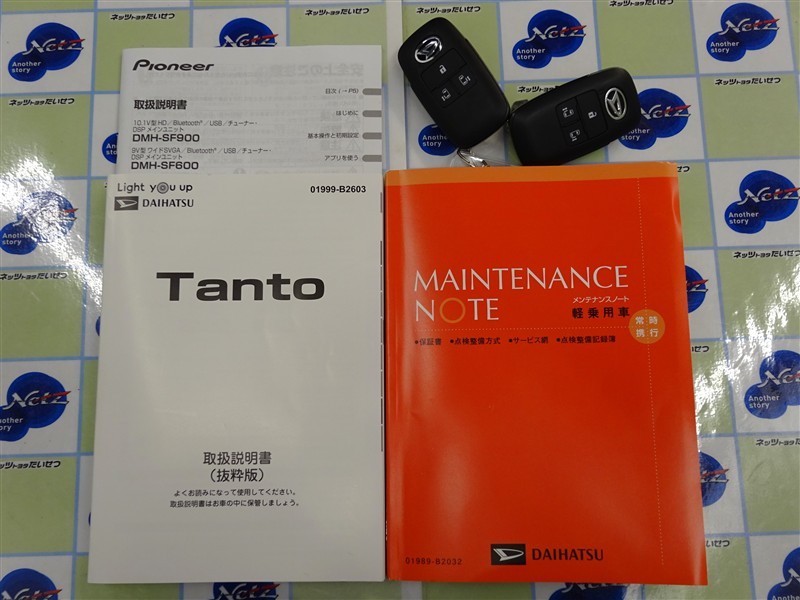 Pioneer
取扱説明書
10.1V型 HD／Bluetooth®／USB／チューナー・
DSP メインユニット
DMH-SF900
9V型 ワイドSVGA／Bluetooth®／USB／チューナー・
DSP メインユニット
DMH-SF600
目次（→P6）
はじめに
基本操作と初期設定
アプリを使う
Light you up
01999-B2603
DAIHATSU
Tanto
取扱説明書
（抜粋版）
よくお読みになって使用してください。
取扱説明書はお車の中に保管しましょう。
MAINTENANCE
NOTE
メンテナンスノート
軽乗用車
常時
携行
●保証書 ●点検整備方式 ●サービス網 ●点検整備記録簿
DAIHATSU
01989-B2032
ネッツトヨタたいせつ
Netz
Another
story